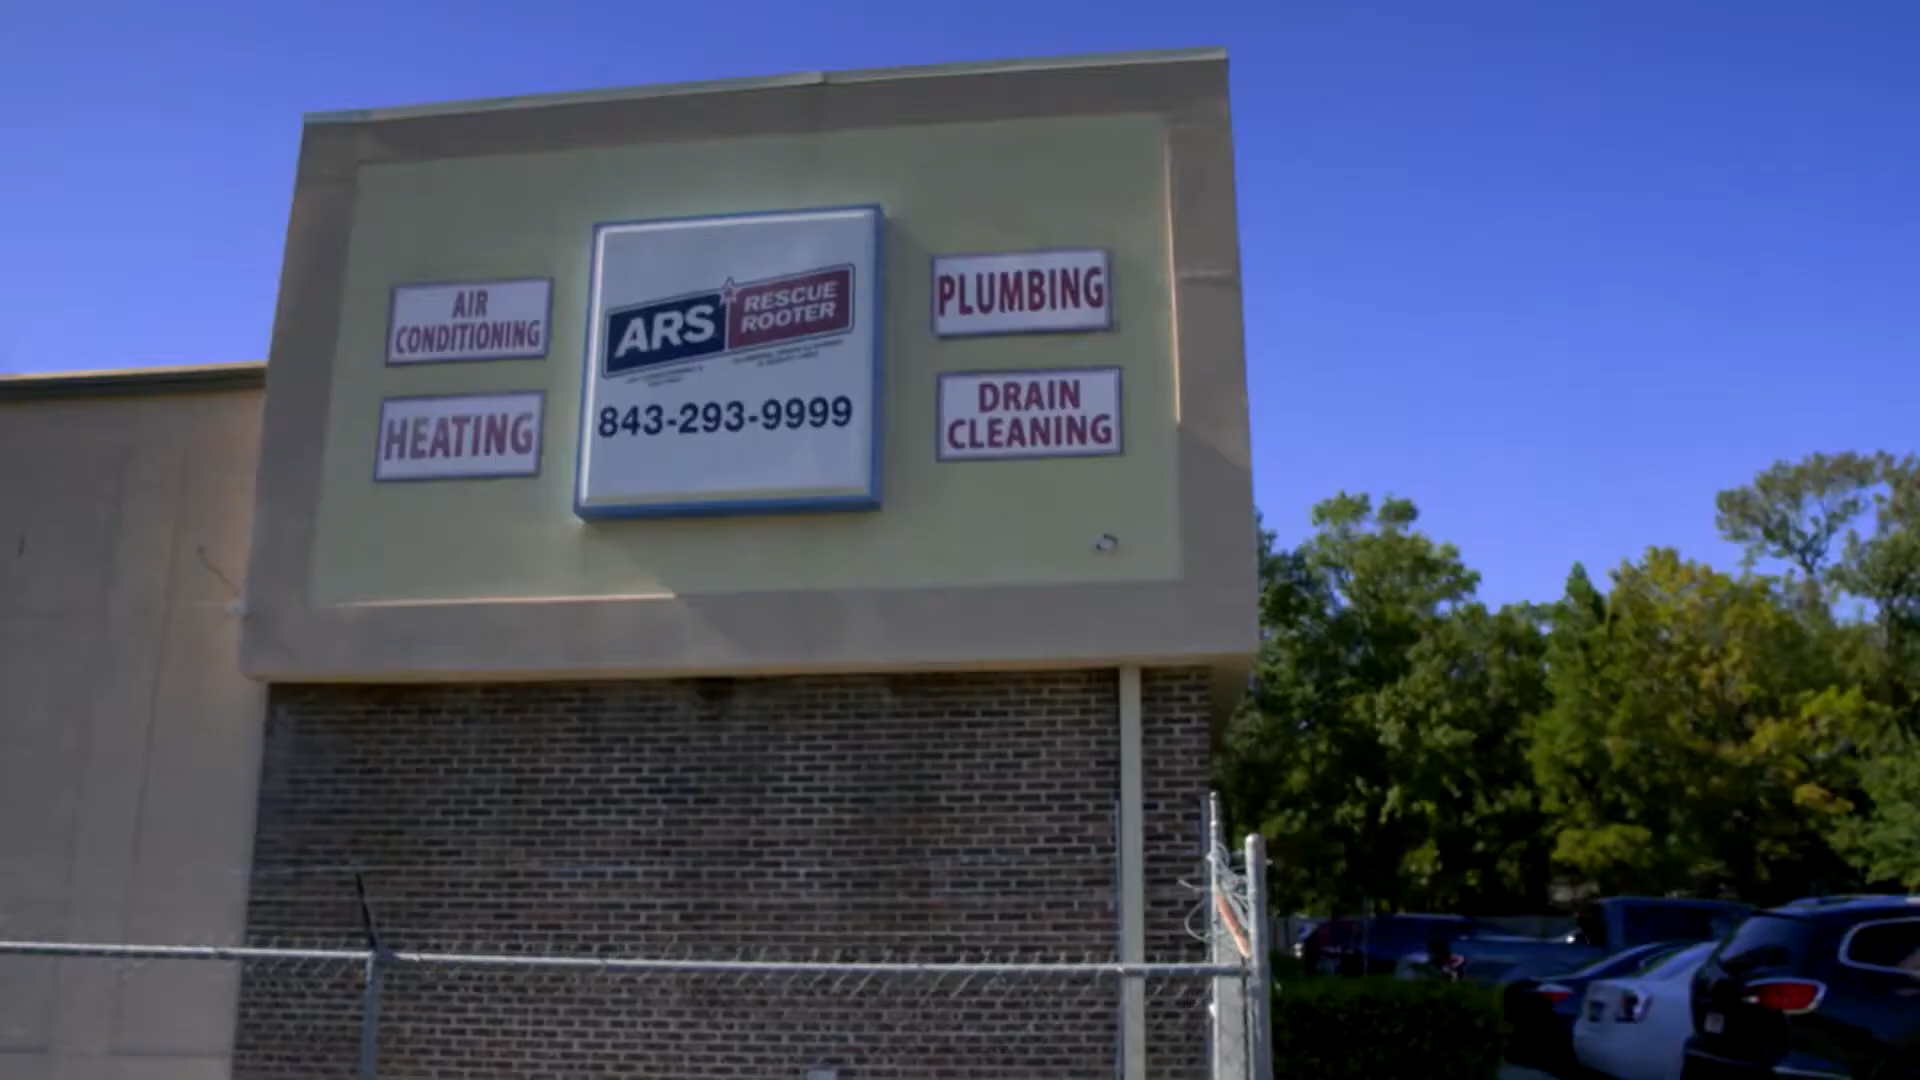 AIR
CONDITIONING
HEATING
ARS
RESCUE
ROOTER
843-293-9999
PLUMBING
DRAIN
CLEANING